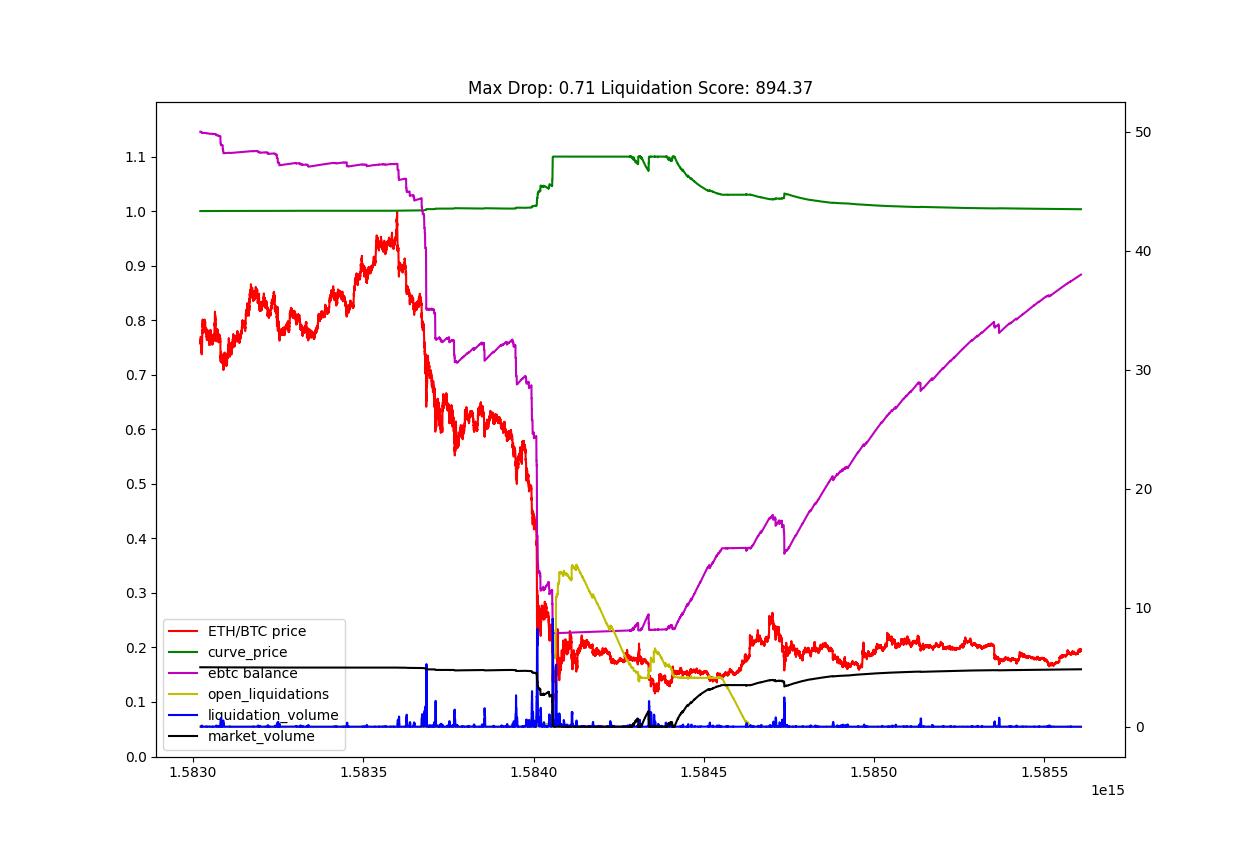 Max Drop: 0.71 Liquidation Score: 894.37
1.1
1.0
0.9
0.8
0.7
0.6
0.5
0.4
0.3
0.2
0.1
0.0
50
40
30
20
10
0
ETH/BTC price
curve_price
ebtc balance
open_liquidations
liquidation_volume
market_volume
1.5830 1.5835 1.5840 1.5845 1.5850 1.5855
1e15